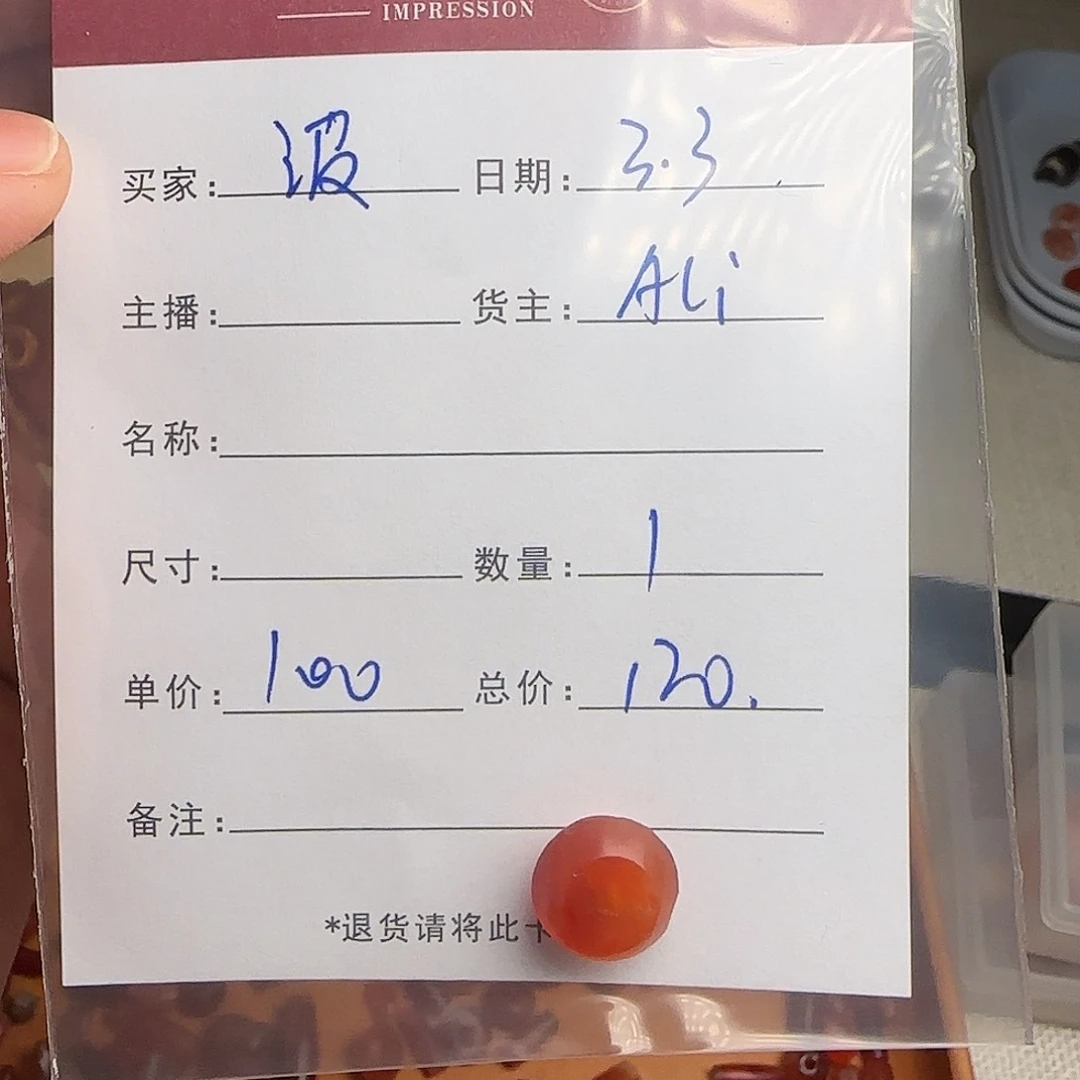 IMPRESSION
买家: 日期:3.3
主播: 货主:ALi
名称:
尺寸: 数量:1
单价:100 总价:120.
备注:
*退货请将此卡